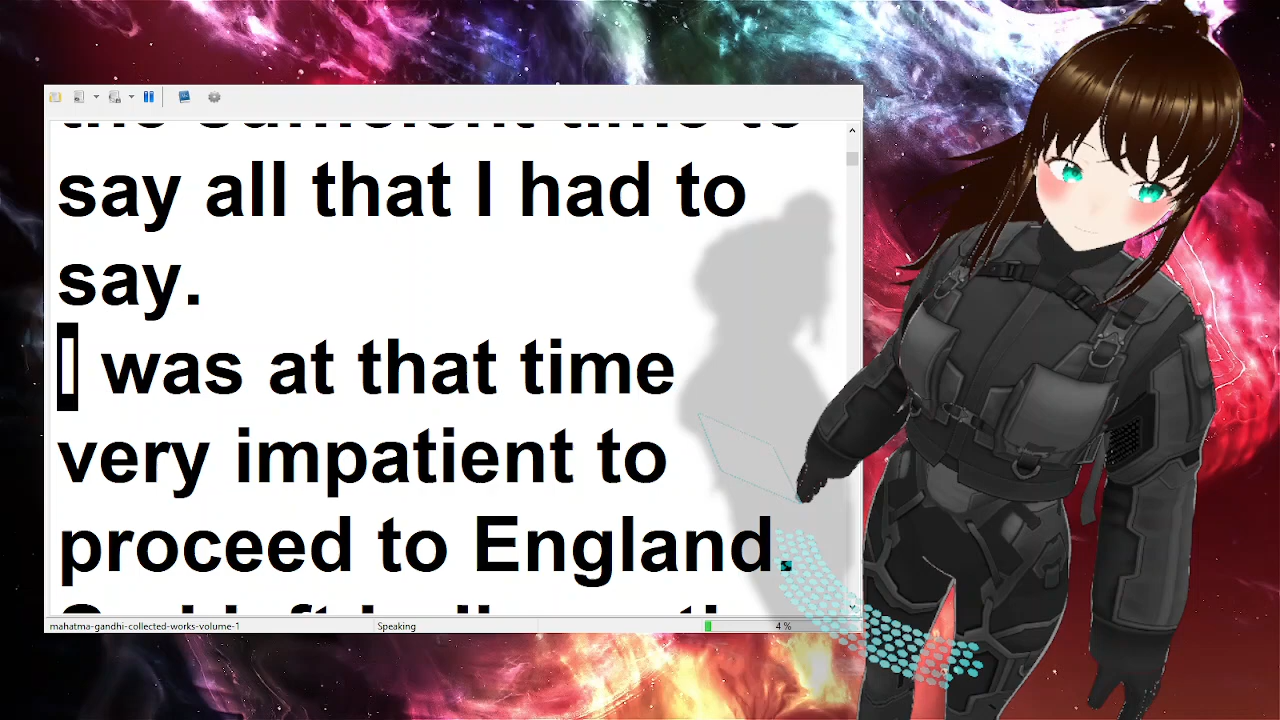 say all that I had to
say.
I was at that time
very impatient to
proceed to England.
mahatma-gandhi-collected-works-volume-1
Speaking
4 %